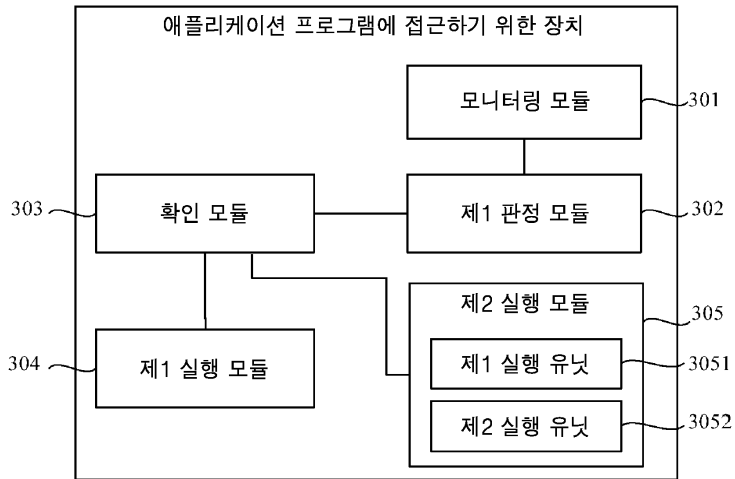 애플리케이션 프로그램에 접근하기 위한 장치
모니터링 모듈
301
303
확인 모듈
제1 판정 모듈
302
제2 실행 모듈
305
304
제1 실행 모듈
제1 실행 유닛
3051
제2 실행 유닛
3052